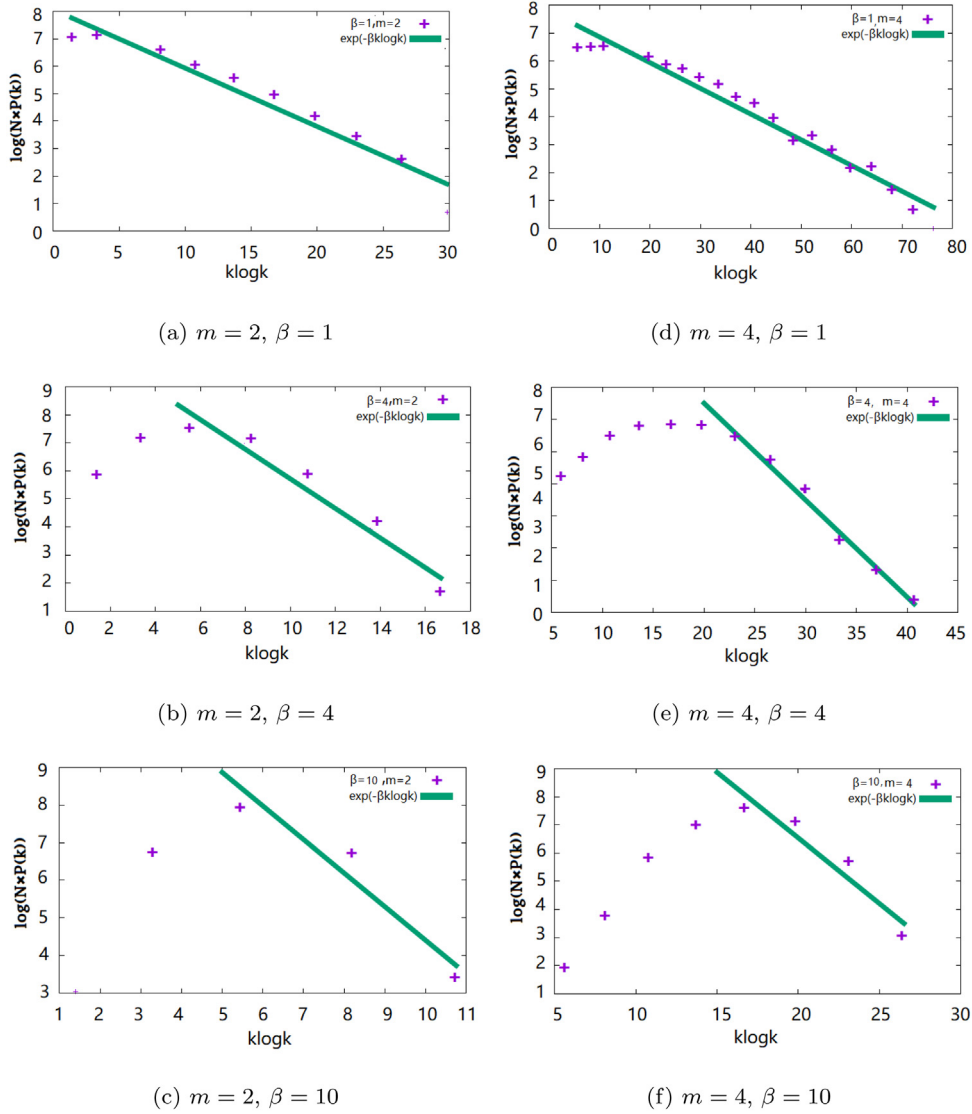 β=1,m=2
exp(-βklogk)
8
7
6
5
4
3
2
1
0
log(N×P(k))
0 5 10 15 20 25 30
klogk
(a) m = 2, β = 1
β=1,m=4
exp(-βklogk)
8
7
6
5
4
3
2
1
0
log(N×P(k))
0 10 20 30 40 50 60 70 80
klogk
(d) m = 4, β = 1
β=4,m=2
exp(-βklogk)
9
8
7
6
5
4
3
2
1
log(N×P(k))
0 2 4 6 8 10 12 14 16 18
klogk
(b) m = 2, β = 4
β=4, m=4
exp(-βklogk)
8
7
6
5
4
3
2
1
0
log(N×P(k))
5 10 15 20 25 30 35 40 45
klogk
(e) m = 4, β = 4
β=10 ,m=2
exp(-βklogk)
9
8
7
6
5
4
3
log(N×P(k))
1 2 3 4 5 6 7 8 9 10 11
klogk
(c) m = 2, β = 10
β=10,m= 4
exp(-βklogk)
9
8
7
6
5
4
3
2
1
log(N×P(k))
5 10 15 20 25 30
klogk
(f) m = 4, β = 10